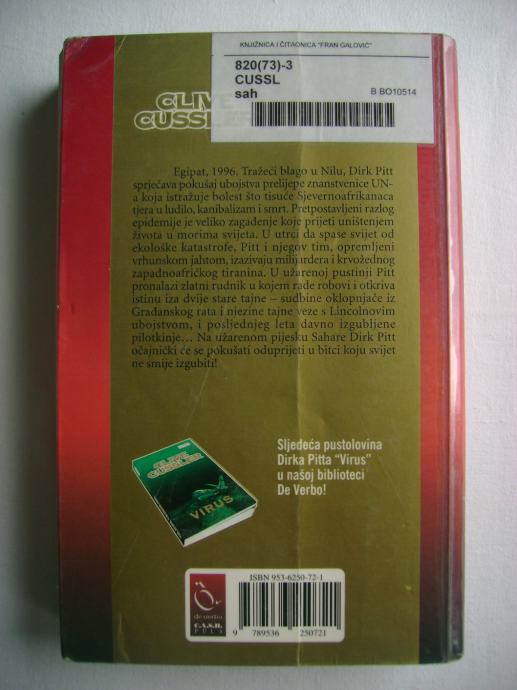 KNJIŽNICA I ČITAONICA "FRAN GALOVIĆ"
820(73)-3
CUSSL
sah
B BO10514
CLIVE
CUSSLER
Egipat, 1996. Tražeći blago u Nilu, Dirk Pitt
sprječava pokušaj ubojstva prelijepe znanstvenice UN-
a koja istražuje bolest što tisuće Sjevernoafrikanaca
tjera u ludilo, kanibalizam i smrt. Pretpostavljeni razlog
epidemije je veliko zagađenje koje prijeti uništenjem
života u morima svijeta. U utrci da spase svijet od
ekološke katastrofe, Pitt i njegov tim, opremljeni
vrhunskom jahtom, izazivaju milijardera i krvožednog
zapadnoafričkog tiranina. U užarenoj pustinji Pitt
pronalazi zlatni rudnik u kojem rade robovi i otkriva
istinu iza dvije stare tajne – sudbine oklopnjače iz
Građanskog rata i njezine tajne veze s Lincolnovim
ubojstvom, i posljednjeg leta davno izgubljene
pilotkinje... Na užarenom pijesku Sahare Dirk Pitt
očajnički će se pokušati oduprijeti u bitci koju svijet
ne smije izgubiti!
Sljedeća pustolovina
Dirka Pitta "Virus"
u našoj biblioteci
De Verbo!
CLIVE
CUSSLER
VIRUS
ISBN 953-6250-72-1
de verbo
C.A.S.H.
PULA
9 789536 250721